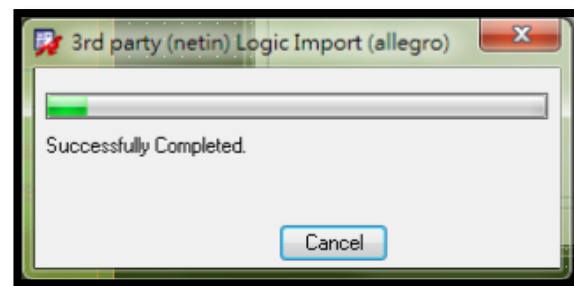 3rd party (netin) Logic Import (allegro)
Successfully Completed.
Cancel